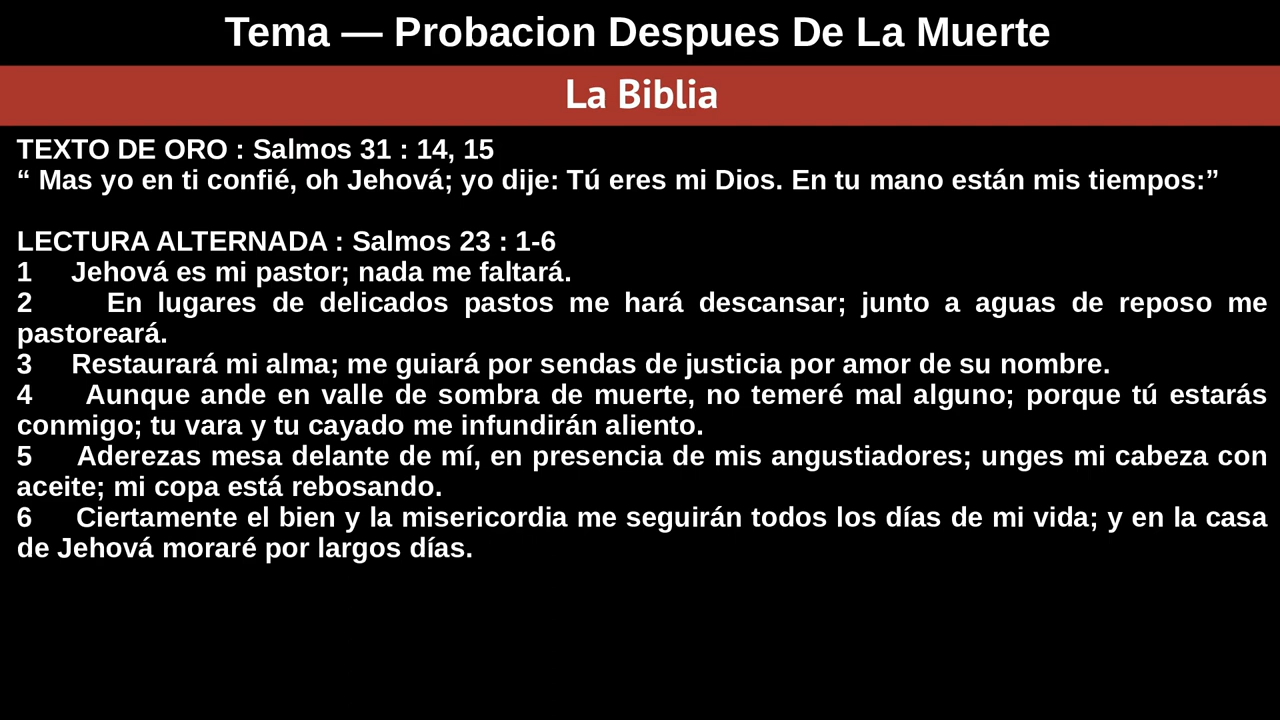 Tema — Probacion Despues De La Muerte
La Biblia
TEXTO DE ORO : Salmos 31 : 14, 15
“ Mas yo en ti confié, oh Jehová; yo dije: Tú eres mi Dios. En tu mano están mis tiempos:”
LECTURA ALTERNADA : Salmos 23 : 1-6
1 Jehová es mi pastor; nada me faltará.
2 En lugares de delicados pastos me hará descansar; junto a aguas de reposo me
pastoreará.
3 Restaurará mi alma; me guiará por sendas de justicia por amor de su nombre.
4 Aunque ande en valle de sombra de muerte, no temeré mal alguno; porque tú estarás
conmigo; tu vara y tu cayado me infundirán aliento.
5 Aderezas mesa delante de mí, en presencia de mis angustiadores; unges mi cabeza con
aceite; mi copa está rebosando.
6 Ciertamente el bien y la misericordia me seguirán todos los días de mi vida; y en la casa
de Jehová moraré por largos días.